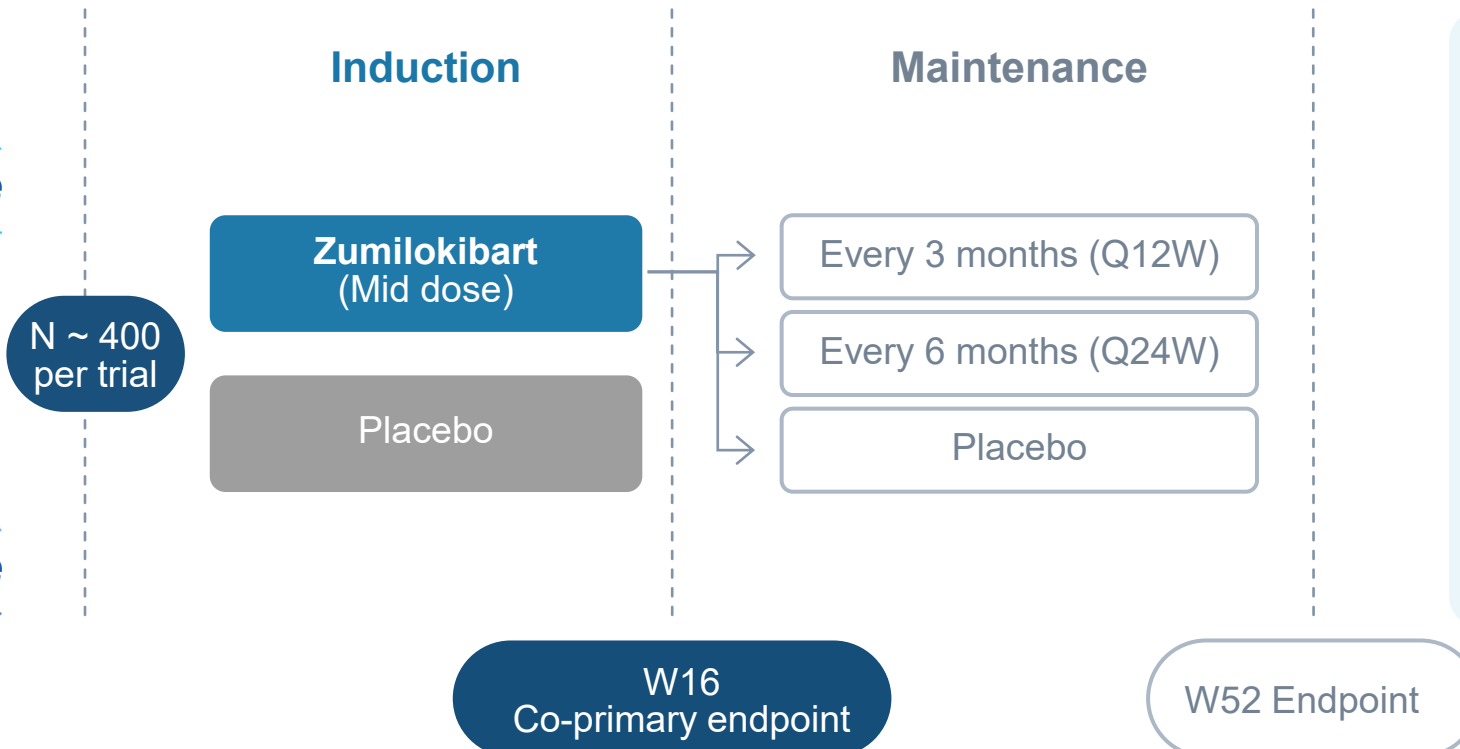 Induction
Maintenance
Zumilokibart
(Mid dose)
Every 3 months (Q12W)
Every 6 months (Q24W)
N ~ 400
per trial
Placebo
Placebo
W16
Co-primary endpoint
W52 Endpoint